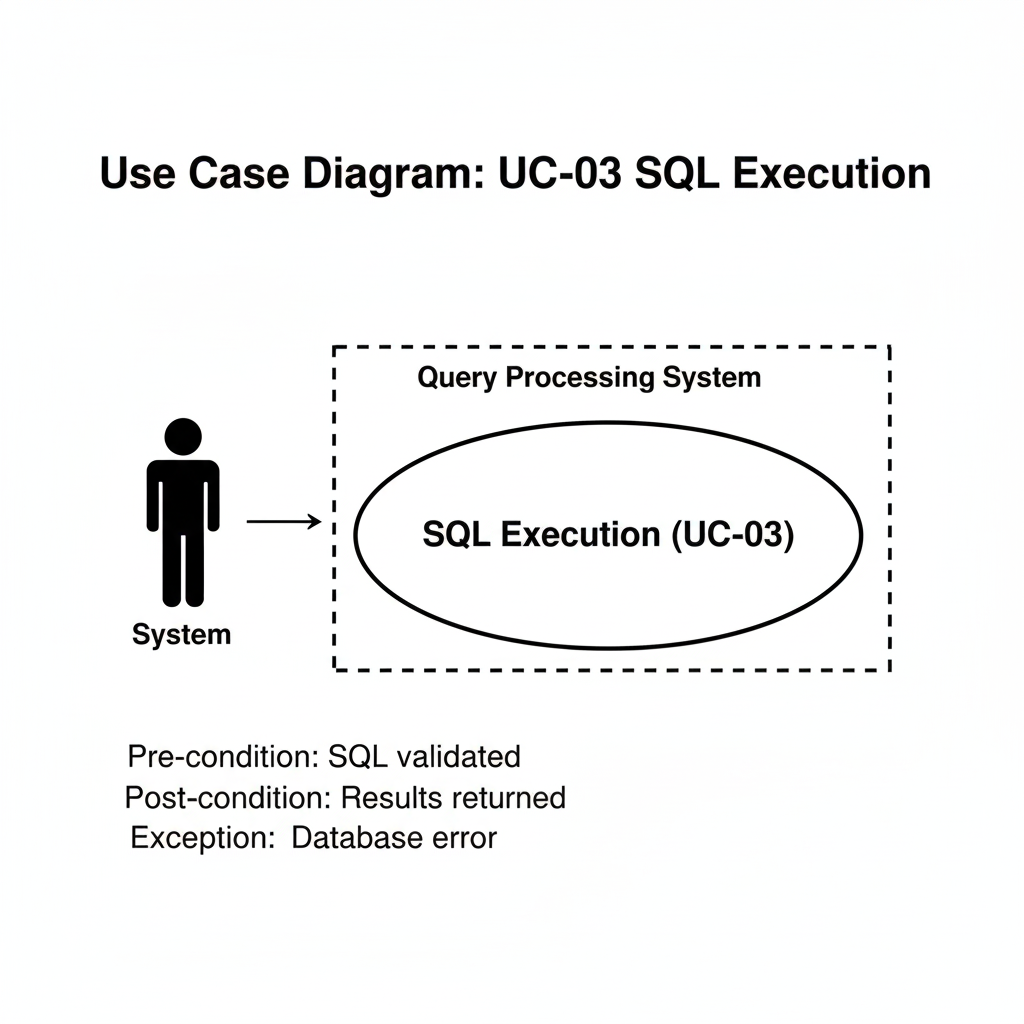 Use Case Diagram: UC-03 SQL Execution
Query Processing System
SQL Execution (UC-03)
System
Pre-condition: SQL validated
Post-condition: Results returned
Exception: Database error